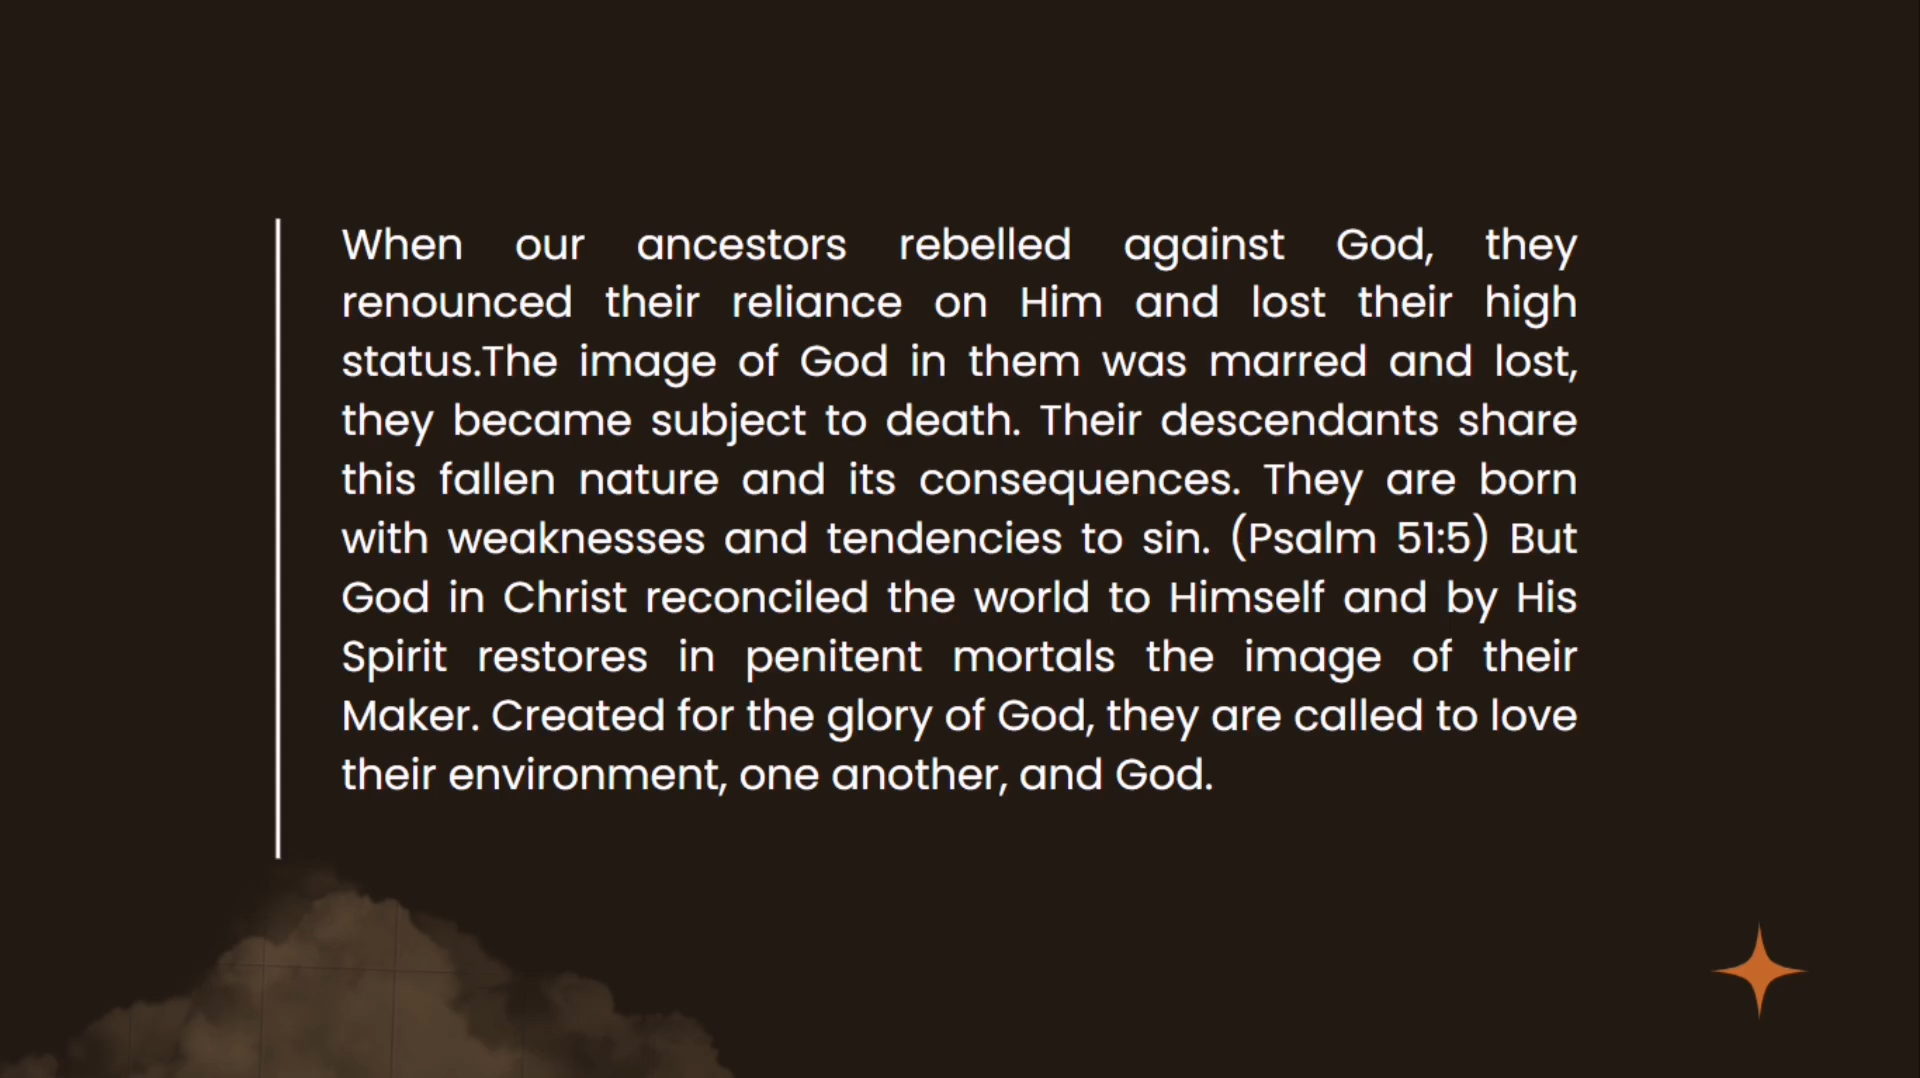 When our ancestors rebelled against God, they
renounced their reliance on Him and lost their high
status.The image of God in them was marred and lost,
they became subject to death. Their descendants share
this fallen nature and its consequences. They are born
with weaknesses and tendencies to sin. (Psalm 51:5) But
God in Christ reconciled the world to Himself and by His
Spirit restores in penitent mortals the image of their
Maker. Created for the glory of God, they are called to love
their environment, one another, and God.